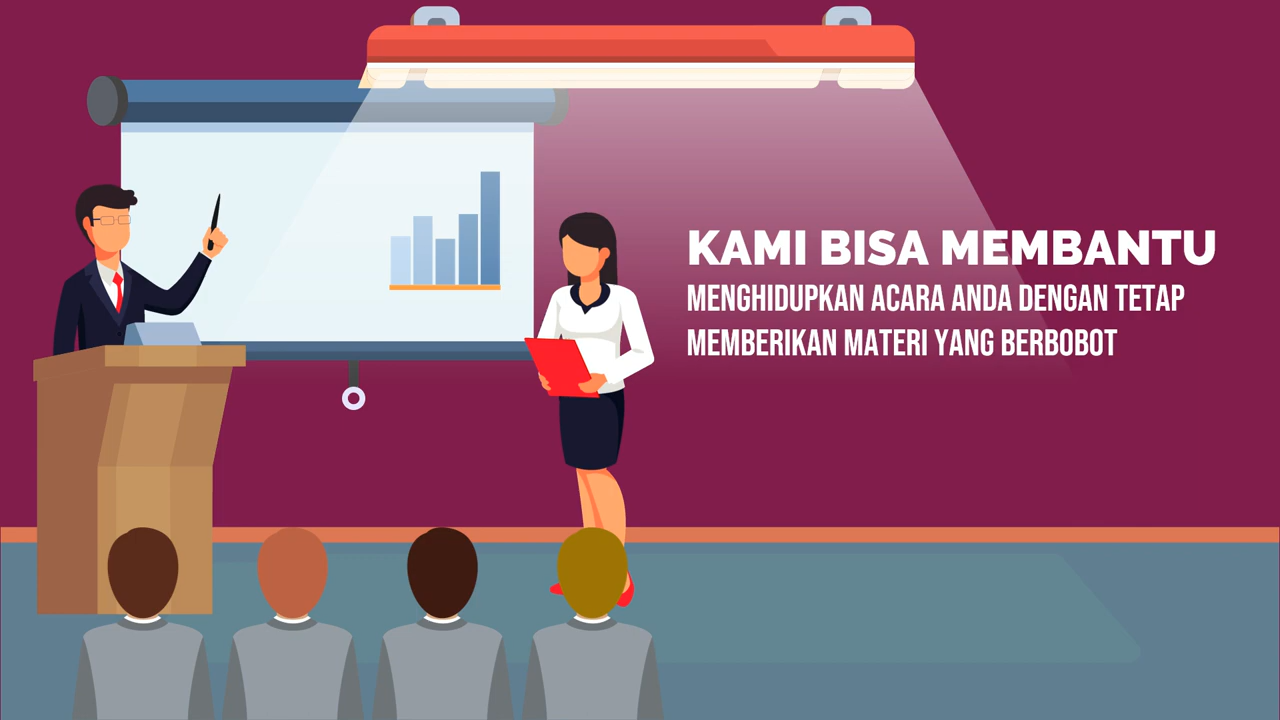 KAMI BISA MEMBANTU
MENGHIDUPKAN ACARA ANDA DENGAN TETAP
MEMBERIKAN MATERI YANG BERBOBOT